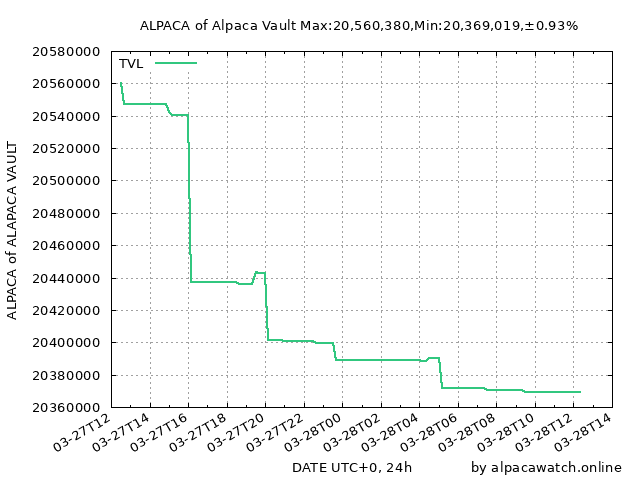 ALPACA of Alpaca Vault Max:20,560,380,Min:20,369,019,±0.93%
TVL
20580000
20560000
20540000
20520000
20500000
20480000
20460000
20440000
20420000
20400000
20380000
20360000
ALPACA of ALAPACA VAULT
03-27T12
03-27T14
03-27T16
03-27T18
03-27T20
03-27T22
03-28T00
03-28T02
03-28T04
03-28T06
03-28T08
03-28T10
03-28T12
03-28T14
DATE UTC+0, 24h
by alpacawatch.online